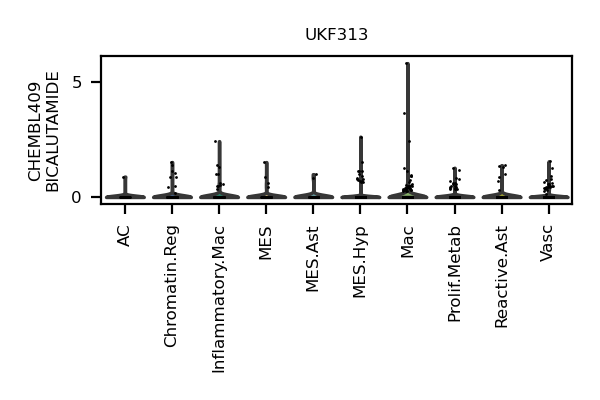 UKF313
CHEMBL409
BICALUTAMIDE
5
0
AC
Chromatin.Reg
Inflammatory.Mac
MES
MES.Ast
MES.Hyp
Mac
Prolif.Metab
Reactive.Ast
Vasc